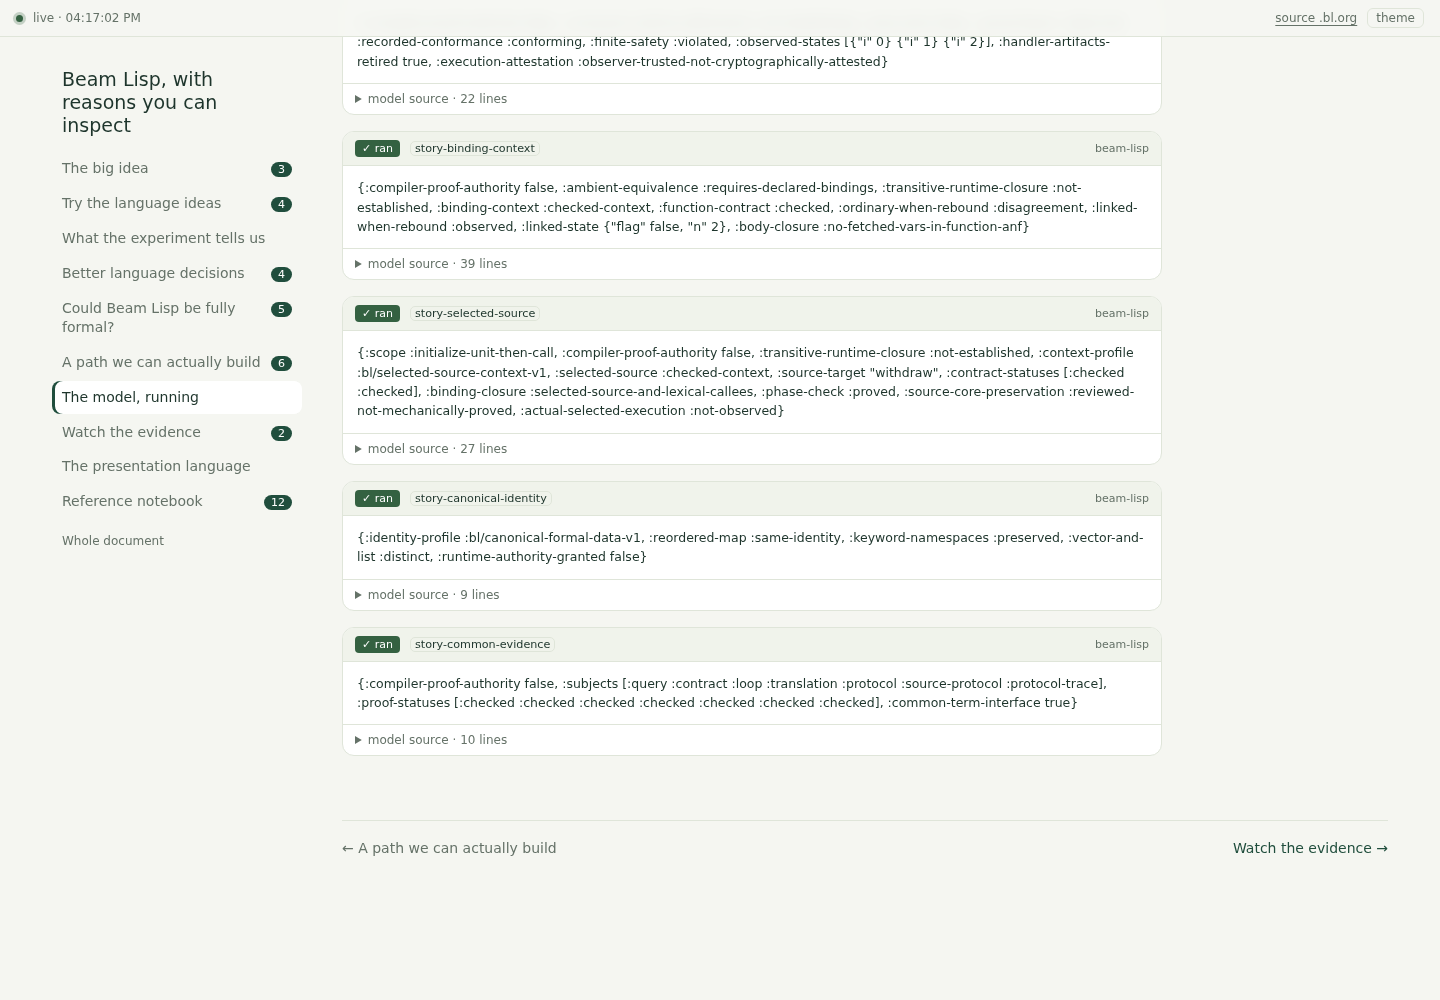 live · 04:17:02 PM
source .bl.org
theme
Beam Lisp, with
reasons you can
inspect
The big idea 3
Try the language ideas 4
What the experiment tells us
Better language decisions 4
Could Beam Lisp be fully
formal? 5
A path we can actually build 6
The model, running
Watch the evidence 2
The presentation language
Reference notebook 12
Whole document
:recorded-conformance :conforming, :finite-safety :violated, :observed-states [{"i" 0} {"i" 1} {"i" 2}], :handler-artifacts-
retired true, :execution-attestation :observer-trusted-not-cryptographically-attested}
▶ model source · 22 lines
✓ ran story-binding-context beam-lisp
{:compiler-proof-authority false, :ambient-equivalence :requires-declared-bindings, :transitive-runtime-closure :not-
established, :binding-context :checked-context, :function-contract :checked, :ordinary-when-rebound :disagreement, :linked-
when-rebound :observed, :linked-state {"flag" false, "n" 2}, :body-closure :no-fetched-vars-in-function-anf}
▶ model source · 39 lines
✓ ran story-selected-source beam-lisp
{:scope :initialize-unit-then-call, :compiler-proof-authority false, :transitive-runtime-closure :not-established, :context-profile
:bl/selected-source-context-v1, :selected-source :checked-context, :source-target "withdraw", :contract-statuses [:checked
:checked], :binding-closure :selected-source-and-lexical-callees, :phase-check :proved, :source-core-preservation :reviewed-
not-mechanically-proved, :actual-selected-execution :not-observed}
▶ model source · 27 lines
✓ ran story-canonical-identity beam-lisp
{:identity-profile :bl/canonical-formal-data-v1, :reordered-map :same-identity, :keyword-namespaces :preserved, :vector-and-
list :distinct, :runtime-authority-granted false}
▶ model source · 9 lines
✓ ran story-common-evidence beam-lisp
{:compiler-proof-authority false, :subjects [:query :contract :loop :translation :protocol :source-protocol :protocol-trace],
:proof-statuses [:checked :checked :checked :checked :checked :checked :checked], :common-term-interface true}
▶ model source · 10 lines
← A path we can actually build
Watch the evidence →